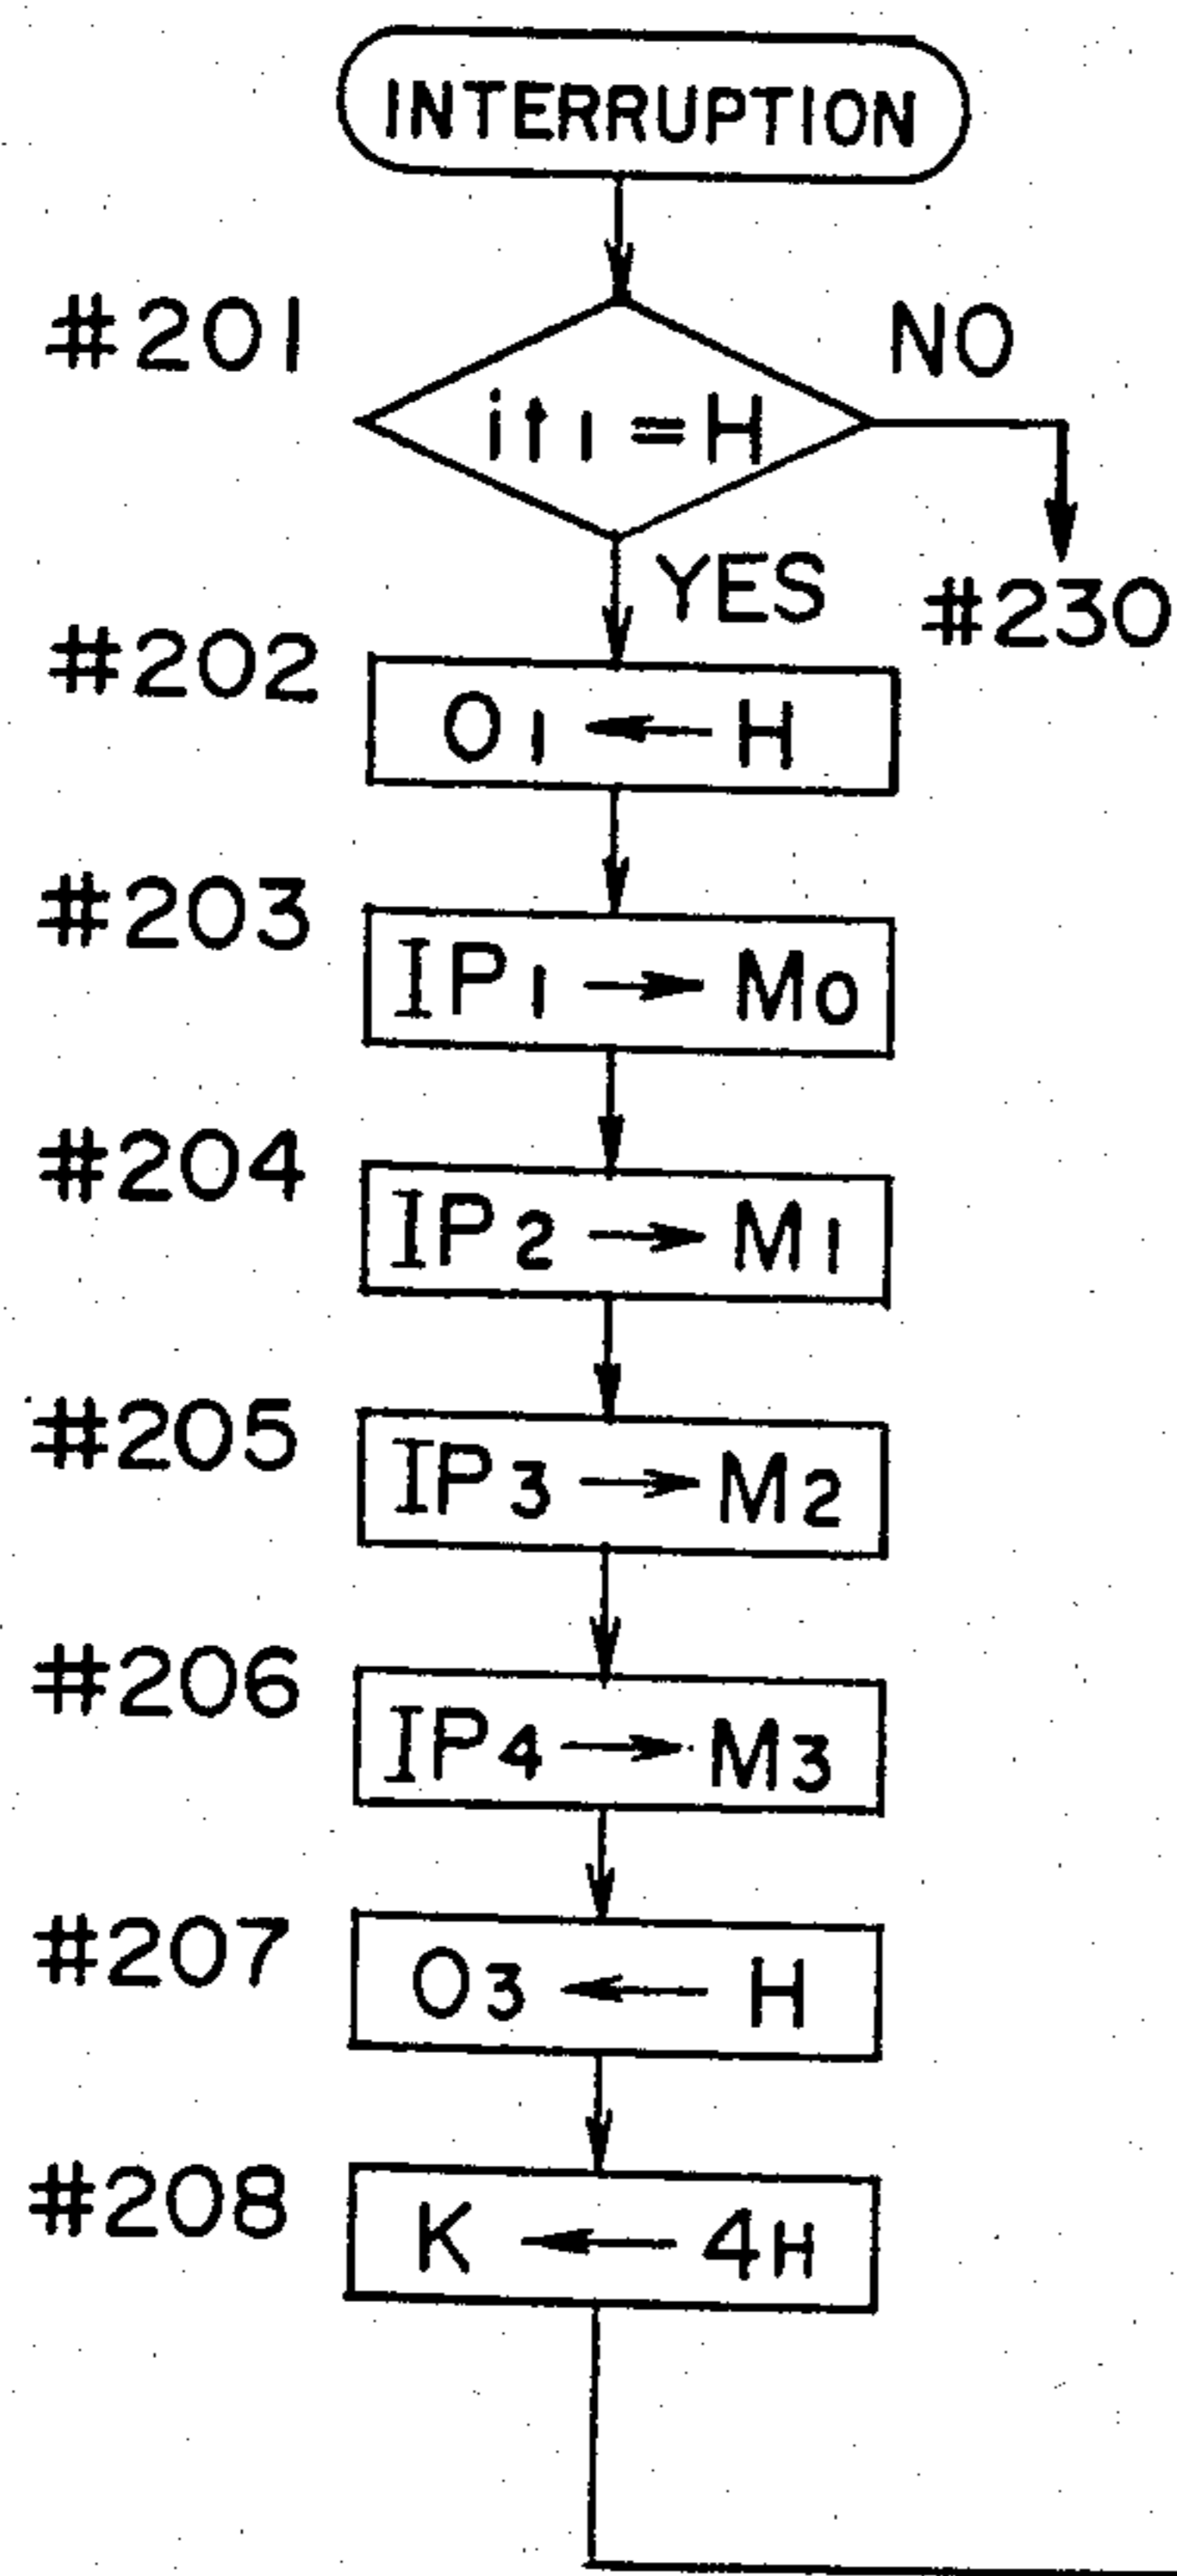 INTERRUPTION
#201
it1 = H
NO
YES
#230
#202
O1 ← H
#203
IP1 → M0
#204
IP2 → M1
#205
IP3 → M2
#206
IP4 → M3
#207
O3 ← H
#208
K ← 4H